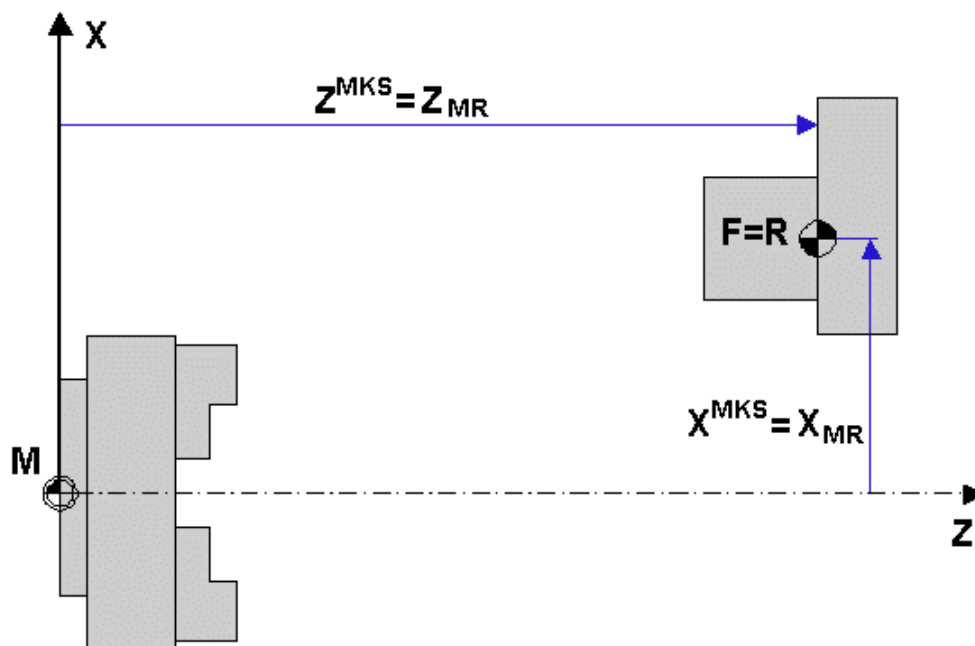 X
Z^MKS = Z_MR
F=R
X^MKS = X_MR
M
Z